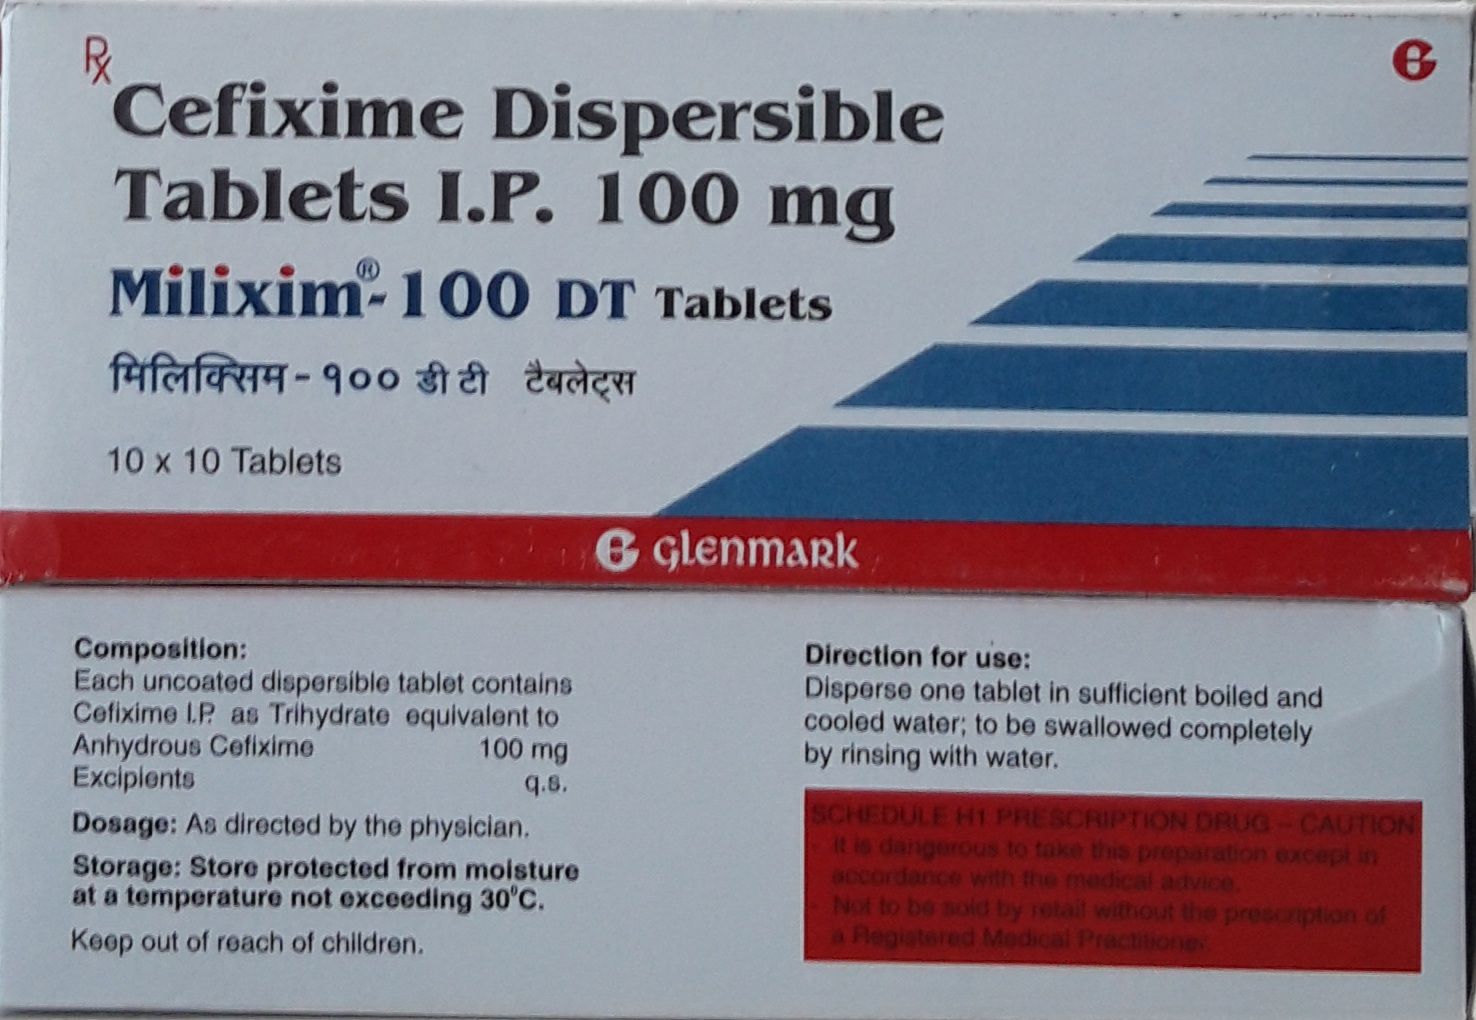 Rx
Cefixime Dispersible
Tablets I.P. 100 mg
Milixim®-100 DT Tablets
मिलिक्सिम - १०० डी टी टैबलेट्स
10 x 10 Tablets
G glenmark
Composition:
Each uncoated dispersible tablet contains
Cefixime I.P. as Trihydrate equivalent to
Anhydrous Cefixime 100 mg
Excipients q.s.
Dosage: As directed by the physician.
Storage: Store protected from moisture
at a temperature not exceeding 30°C.
Keep out of reach of children.
Direction for use:
Disperse one tablet in sufficient boiled and
cooled water; to be swallowed completely
by rinsing with water.
SCHEDULE H1 PRESCRIPTION DRUG – CAUTION
- It is dangerous to take this preparation except in
accordance with the medical advice.
- Not to be sold by retail without the prescription of
a Registered Medical Practitioner.